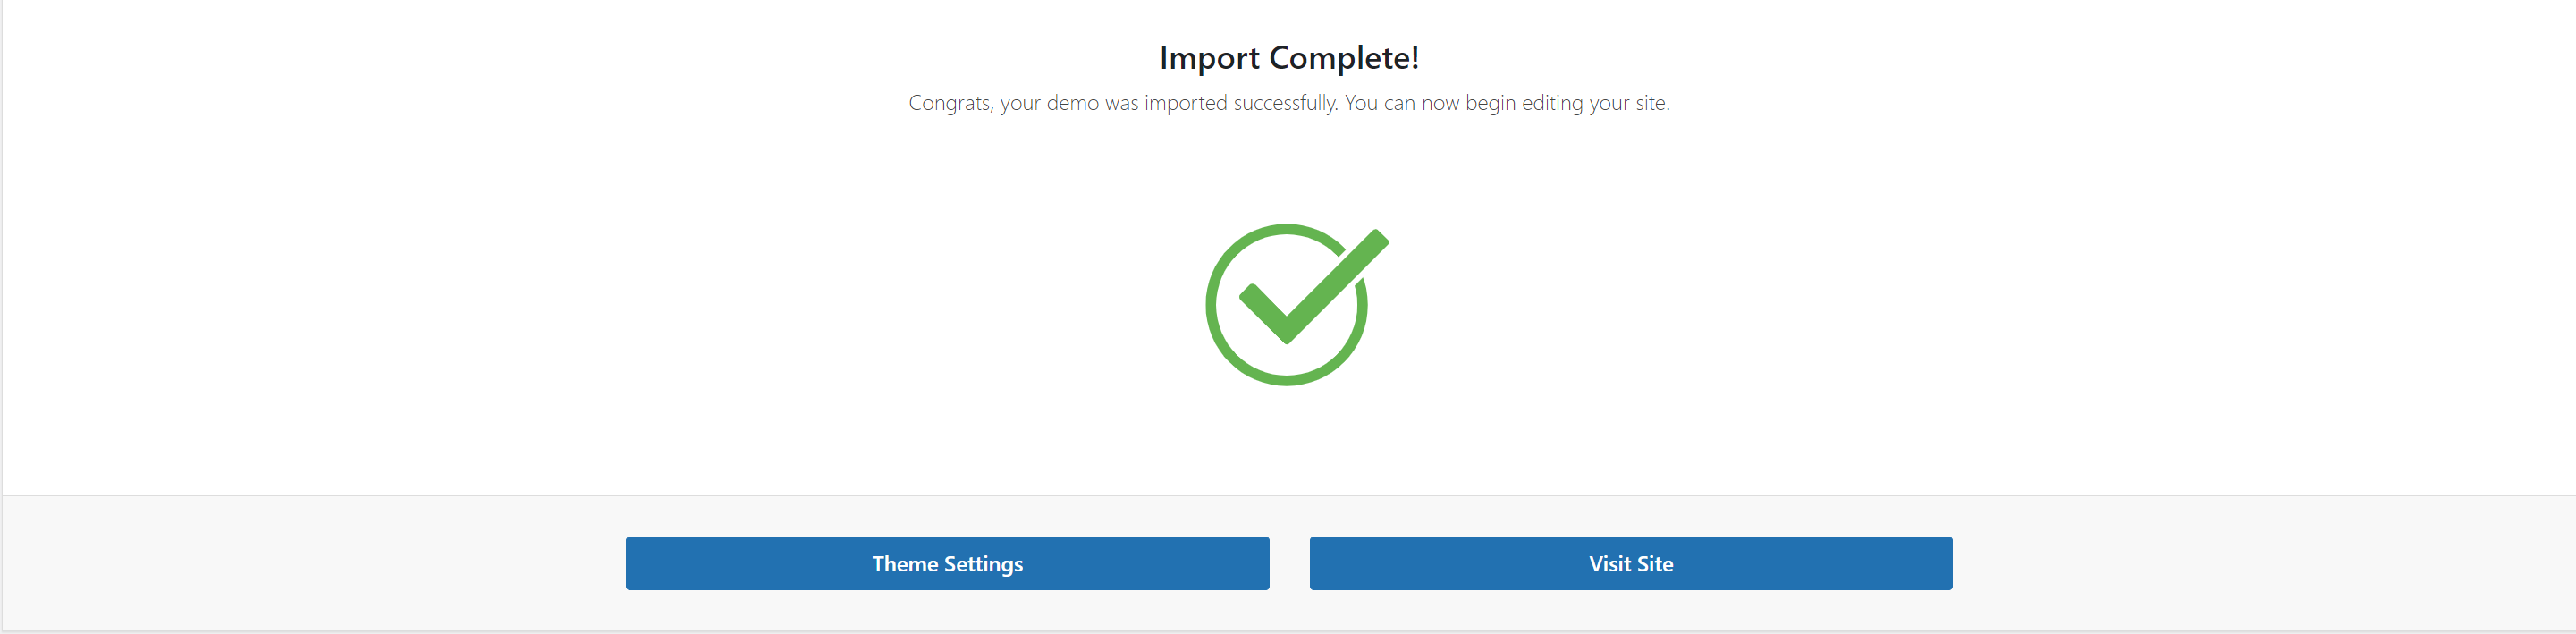 Import Complete!
Congrats, your demo was imported successfully. You can now begin editing your site.
Theme Settings
Visit Site